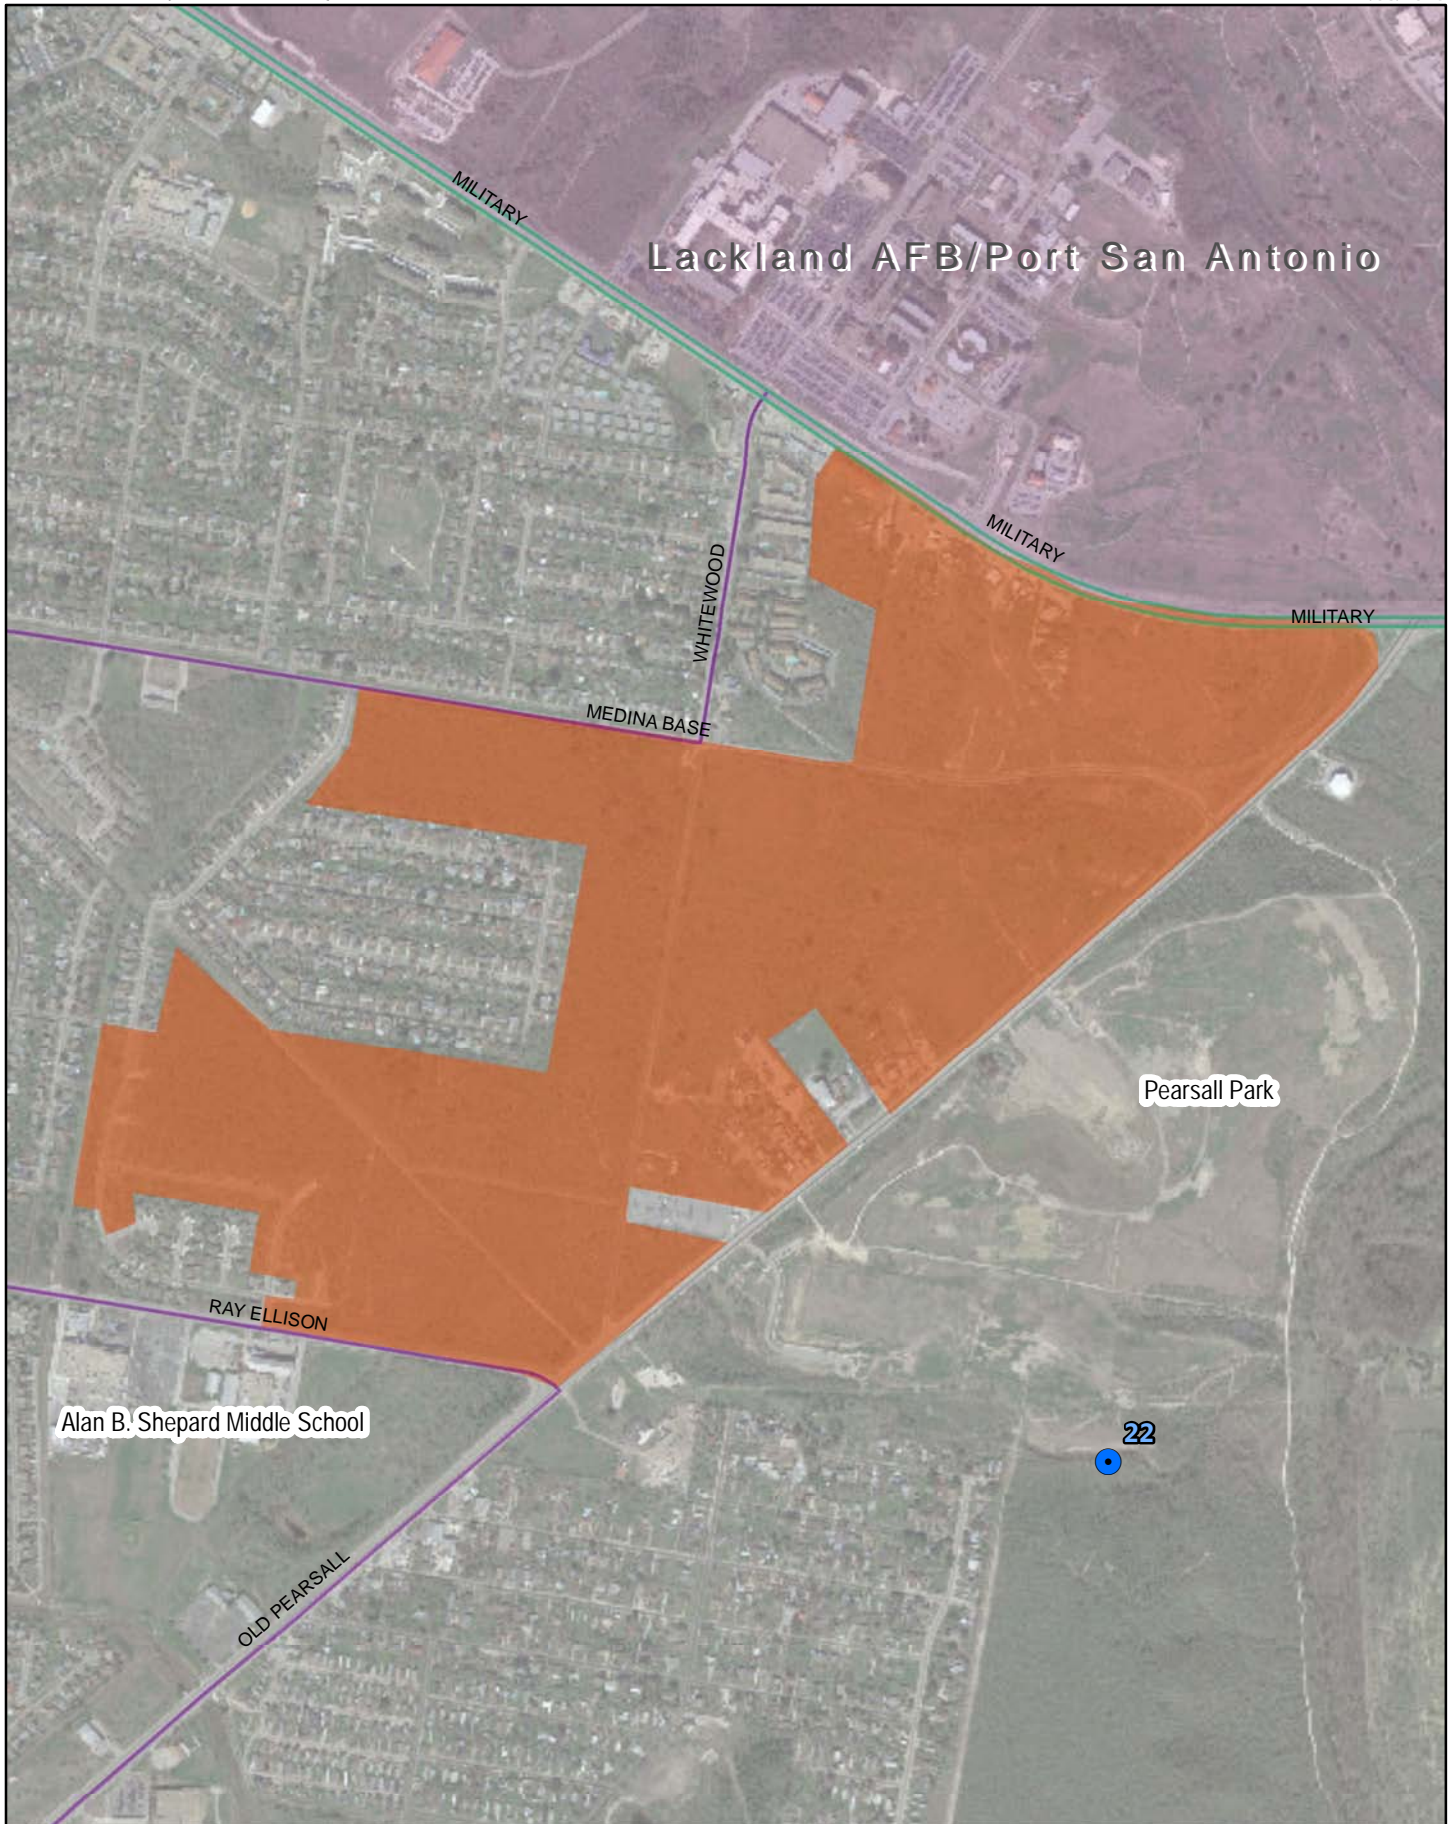 MILITARY
Lackland AFB/Port San Antonio
MILITARY
WHITEWOOD
MILITARY
MEDINA BASE
Pearsall Park
RAY ELLISON
Alan B. Shepard Middle School
22
OLD PEARSALL